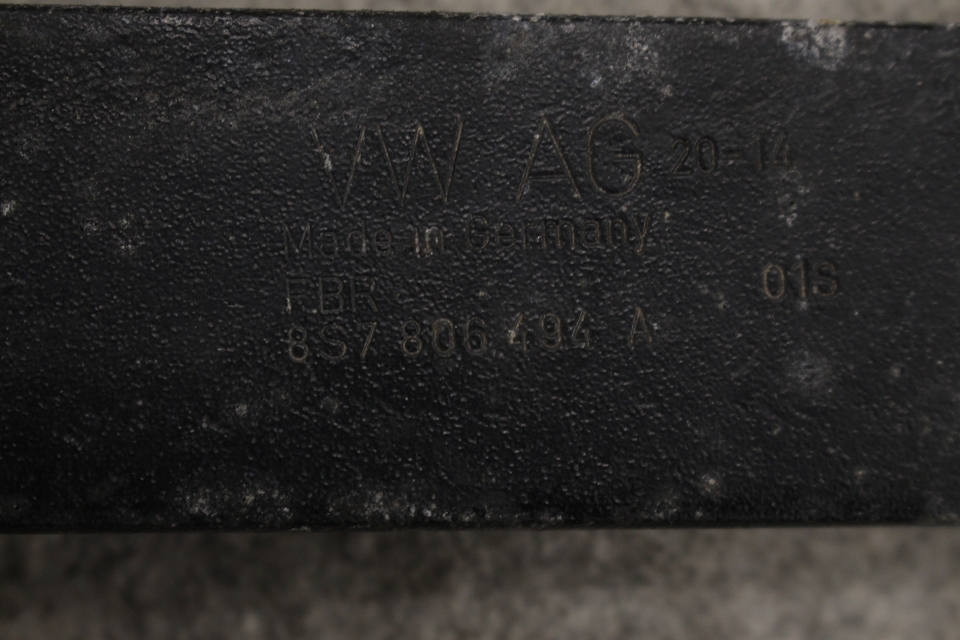 VW AG 20-14
Made in Germany
FBR
01S
8S7 806 494 A